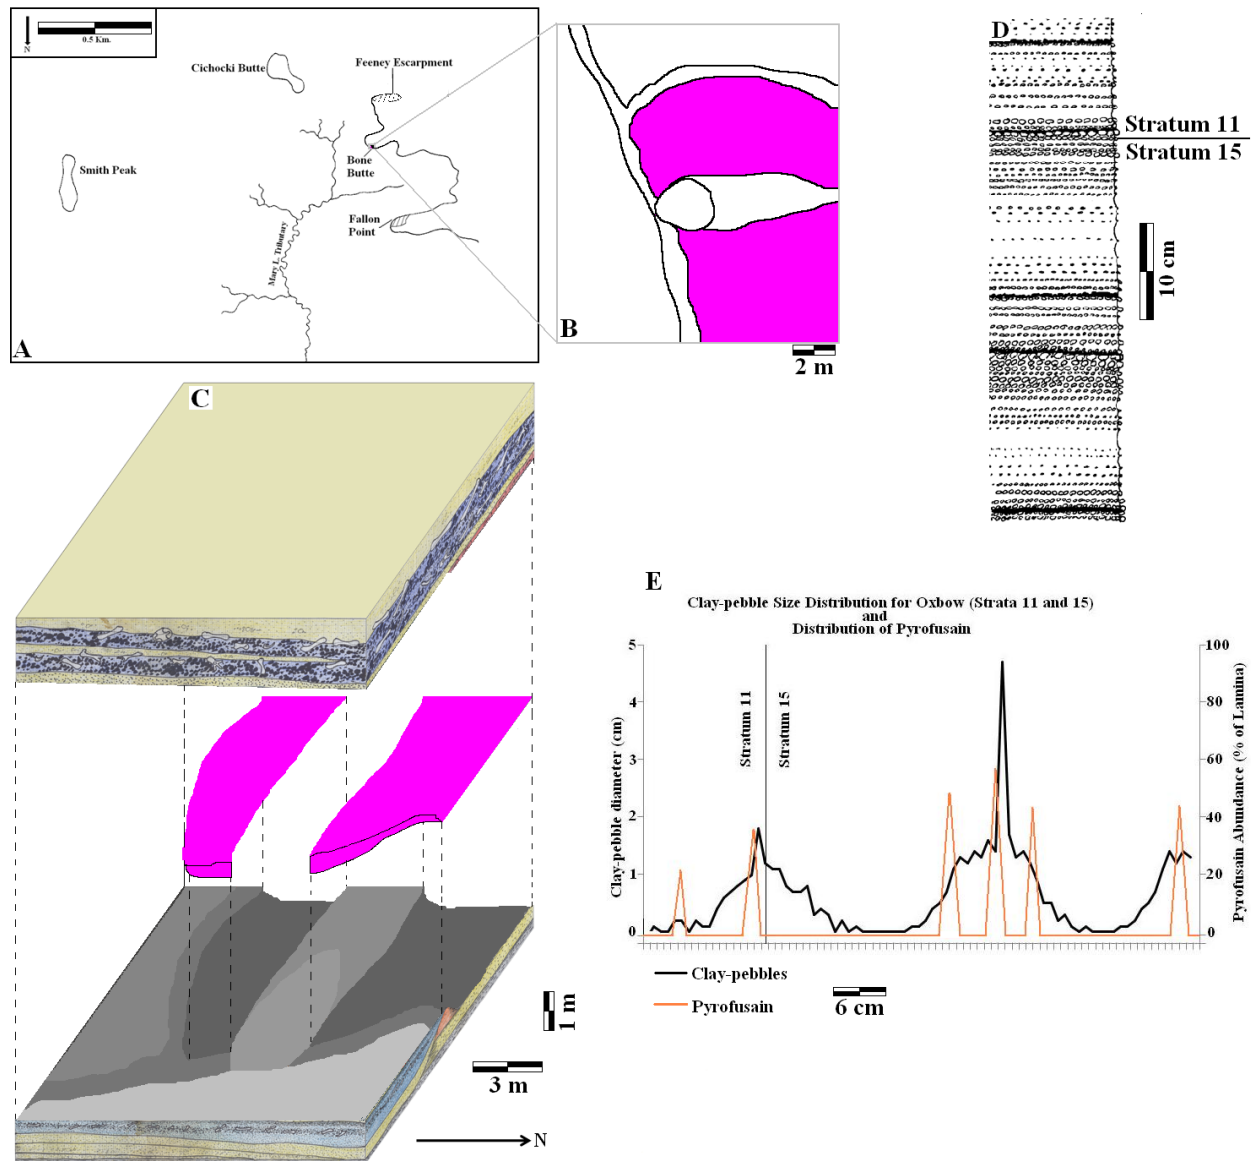 N
0.5 Km.
Cichocki Butte
Feeney Escarpment
Smith Peak
Bone
Butte
Fallon
Point
Mary L. Tributary
A
B
2 m
D
Stratum 11
Stratum 15
10 cm
C
1 m
3 m
N
E
Clay-pebble Size Distribution for Oxbow (Strata 11 and 15)
and
Distribution of Pyrofusain
Clay-pebble diameter (cm)
5
4
3
2
1
0
Stratum 11
Stratum 15
100
80
60
40
20
0
Pyrofusain Abundance (% of Lamina)
Clay-pebbles
Pyrofusain
6 cm